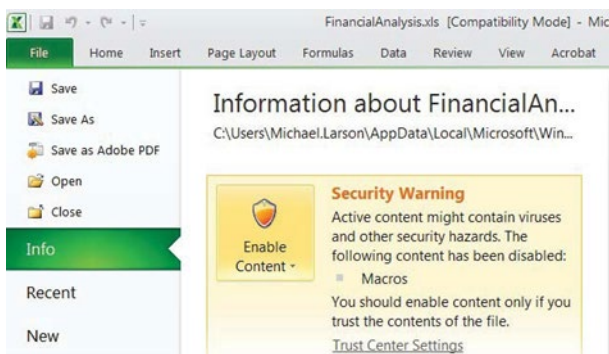 FinancialAnalysis.xls [Compatibility Mode] - Mic
File Home Insert Page Layout Formulas Data Review View Acrobat
Save
Save As
Save as Adobe PDF
Open
Close
Info
Recent
New
Information about FinancialAn...
C:\Users\Michael.Larson\AppData\Local\Microsoft\Win...
Enable
Content
Security Warning
Active content might contain viruses
and other security hazards. The
following content has been disabled:
Macros
You should enable content only if you
trust the contents of the file.
Trust Center Settings